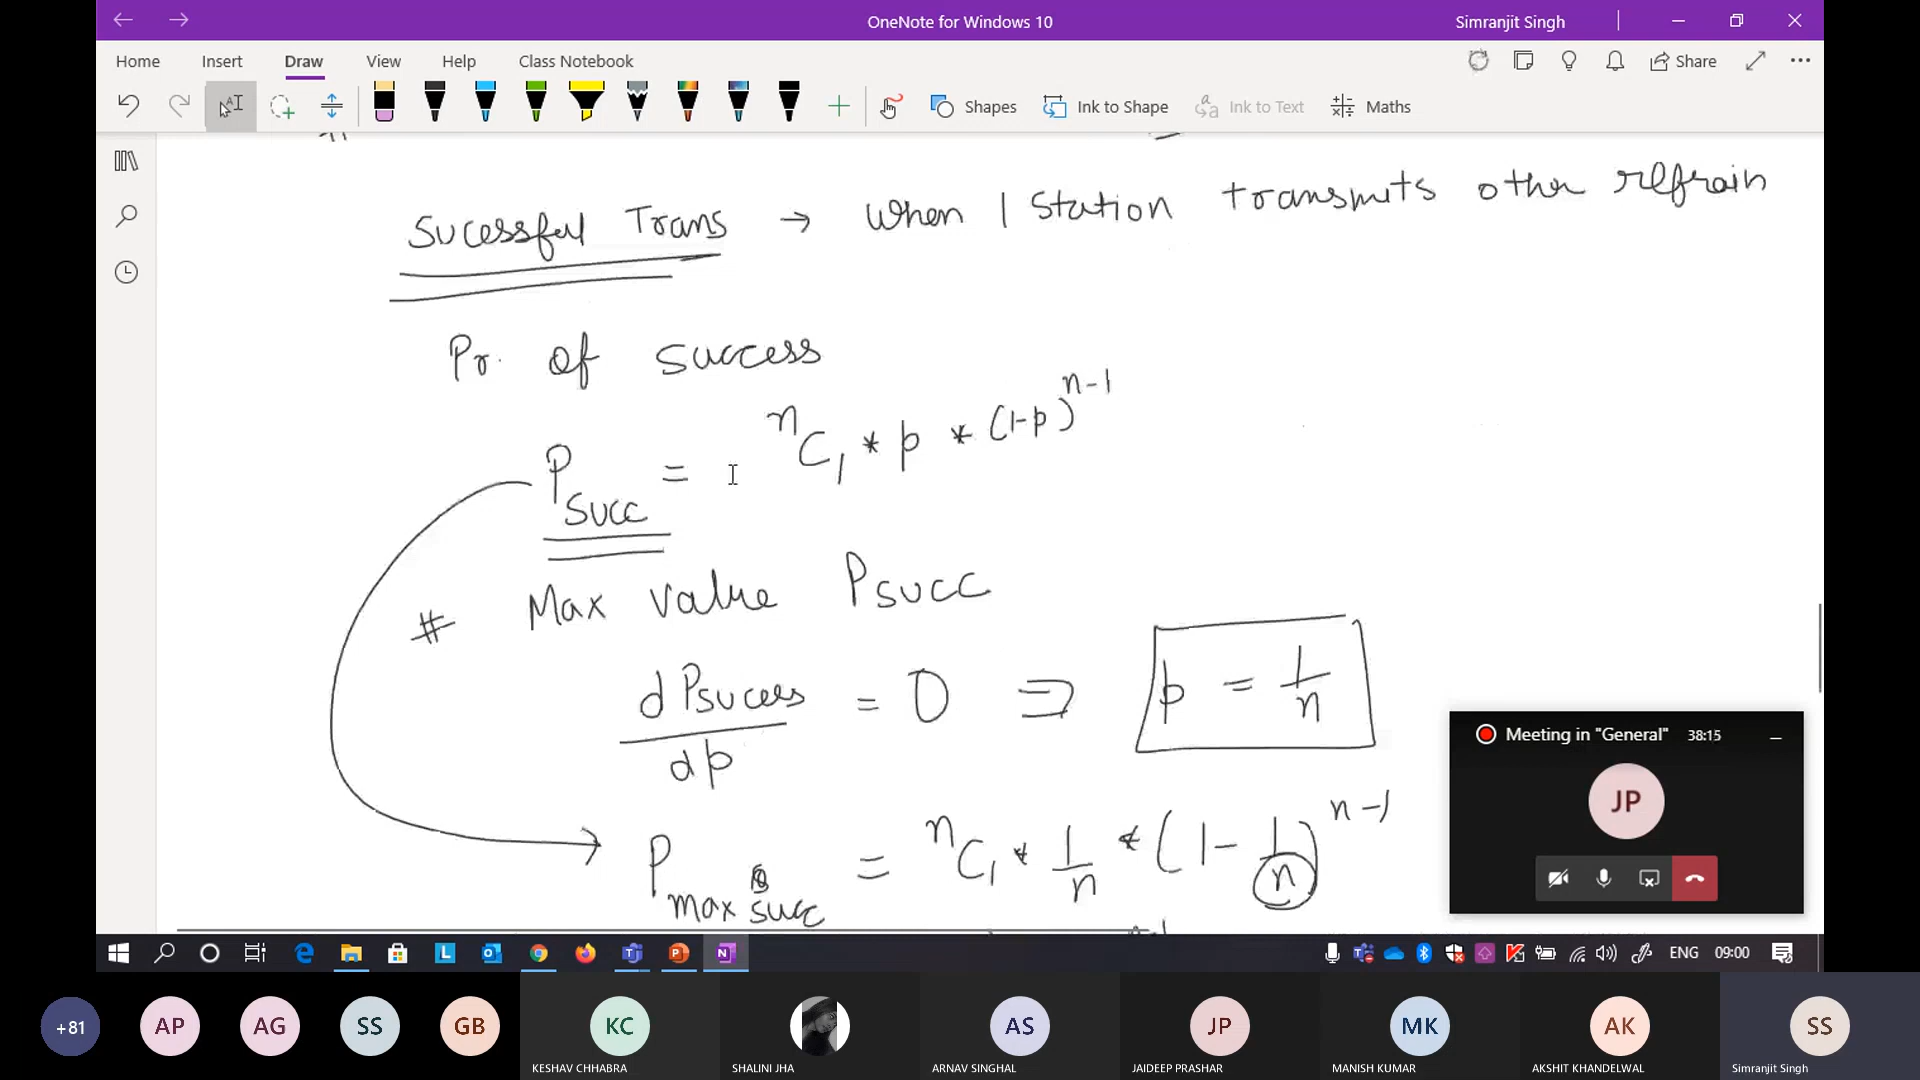 OneNote for Windows 10
Simranjit Singh
Home Insert Draw View Help Class Notebook
Share
Shapes Ink to Shape Ink to Text Maths
Sucessful Trans → When 1 Station transmits other refrain
Pr. of success
P succ = nC1 * p * (1-p)^n-1
# Max value Psucc
dPsucess / dp = 0 ⇒ p = 1/n
P max succ = nC1 * 1/n * (1 - 1/n)^n-1
Meeting in "General" 38:15
JP
ENG 09:00
+81 AP AG SS GB KC AS JP MK AK SS
KESHAV CHHABRA SHALINI JHA ARNAV SINGHAL JAIDEEP PRASHAR MANISH KUMAR AKSHIT KHANDELWAL Simranjit Singh